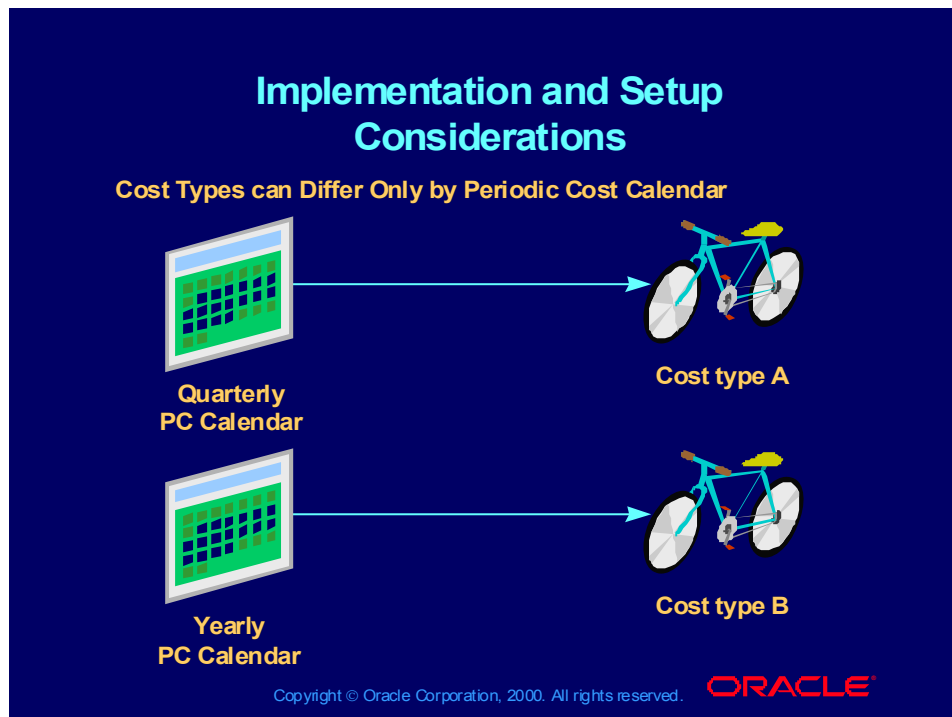 Implementation and Setup
Considerations
Cost Types can Differ Only by Periodic Cost Calendar
Quarterly
PC Calendar
Cost type A
Yearly
PC Calendar
Cost type B
Copyright © Oracle Corporation, 2000. All rights reserved.
ORACLE®